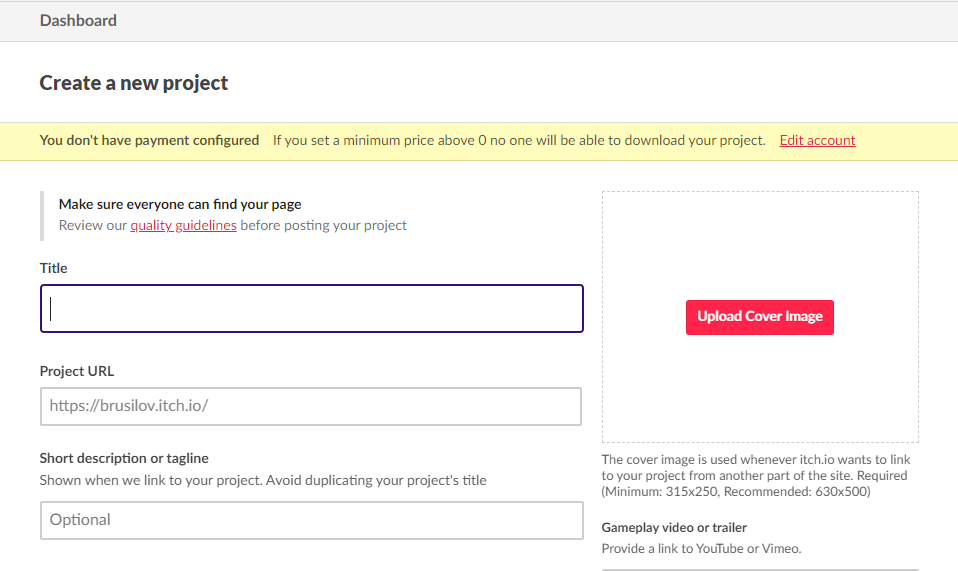 Dashboard
Create a new project
You don't have payment configured If you set a minimum price above 0 no one will be able to download your project. Edit account
Make sure everyone can find your page
Review our quality guidelines before posting your project
Title
Project URL
https://brusilov.itch.io/
Short description or tagline
Shown when we link to your project. Avoid duplicating your project's title
Optional
Upload Cover Image
The cover image is used whenever itch.io wants to link
to your project from another part of the site. Required
(Minimum: 315x250, Recommended: 630x500)
Gameplay video or trailer
Provide a link to YouTube or Vimeo.